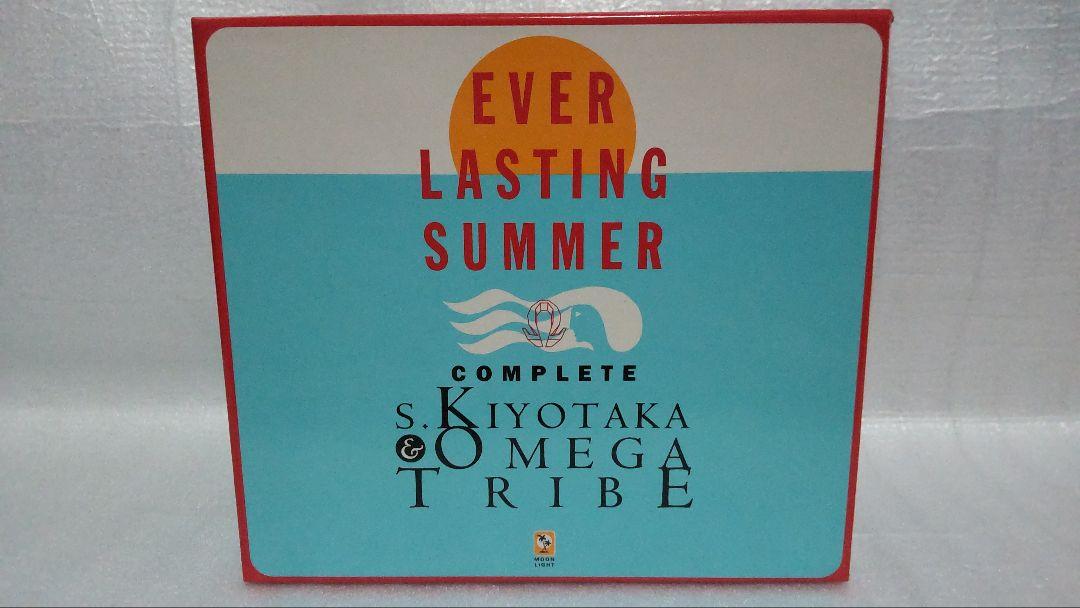 EVER
LASTING
SUMMER
COMPLETE
S. KIYOTAKA
& OMEGA
TRIBE
MOON
LIGHT